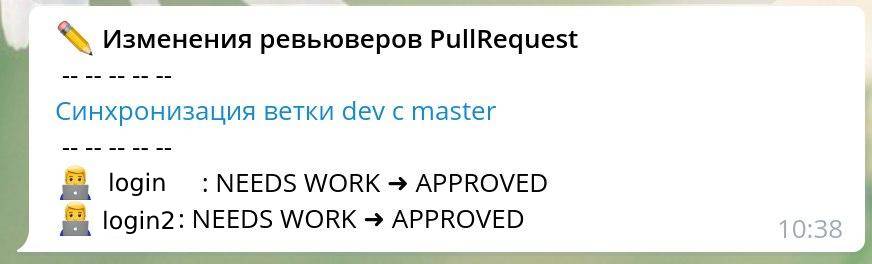 ✏️ Изменения ревьюверов PullRequest
-- -- -- -- --
Синхронизация ветки dev с master
-- -- -- -- --
👨‍💻 login : NEEDS WORK ➜ APPROVED
👨‍💻 login2 : NEEDS WORK ➜ APPROVED
10:38